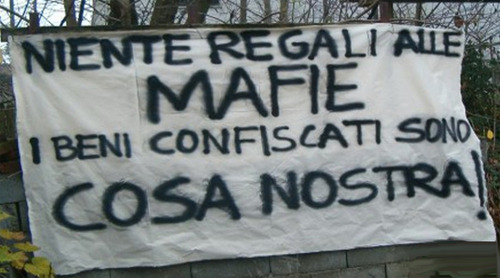 NIENTE REGALI ALLE
MAFIE
I BENI CONFISCATI SONO
COSA NOSTRA!